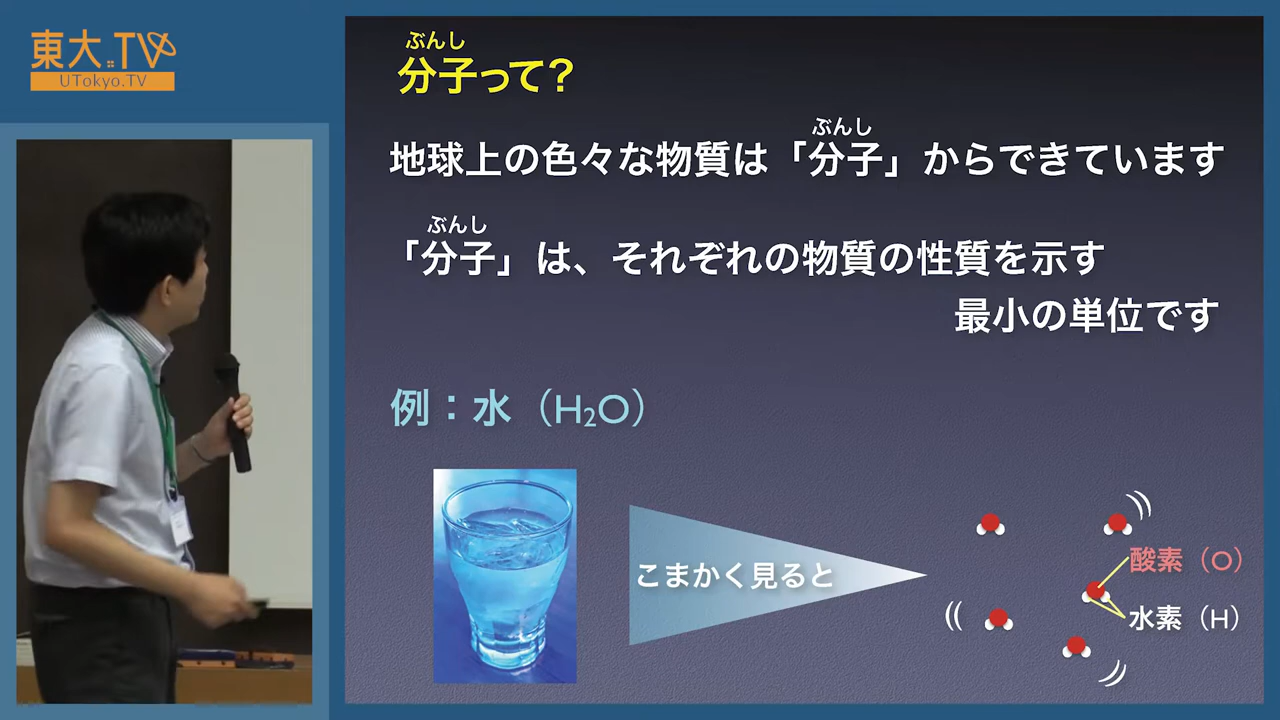 東大.TV
UTokyo.TV
ぶんし
分子って?
ぶんし
地球上の色々な物質は「分子」からできています
ぶんし
「分子」は、それぞれの物質の性質を示す
最小の単位です
例:水(H₂O)
こまかく見ると
酸素(O)
水素(H)